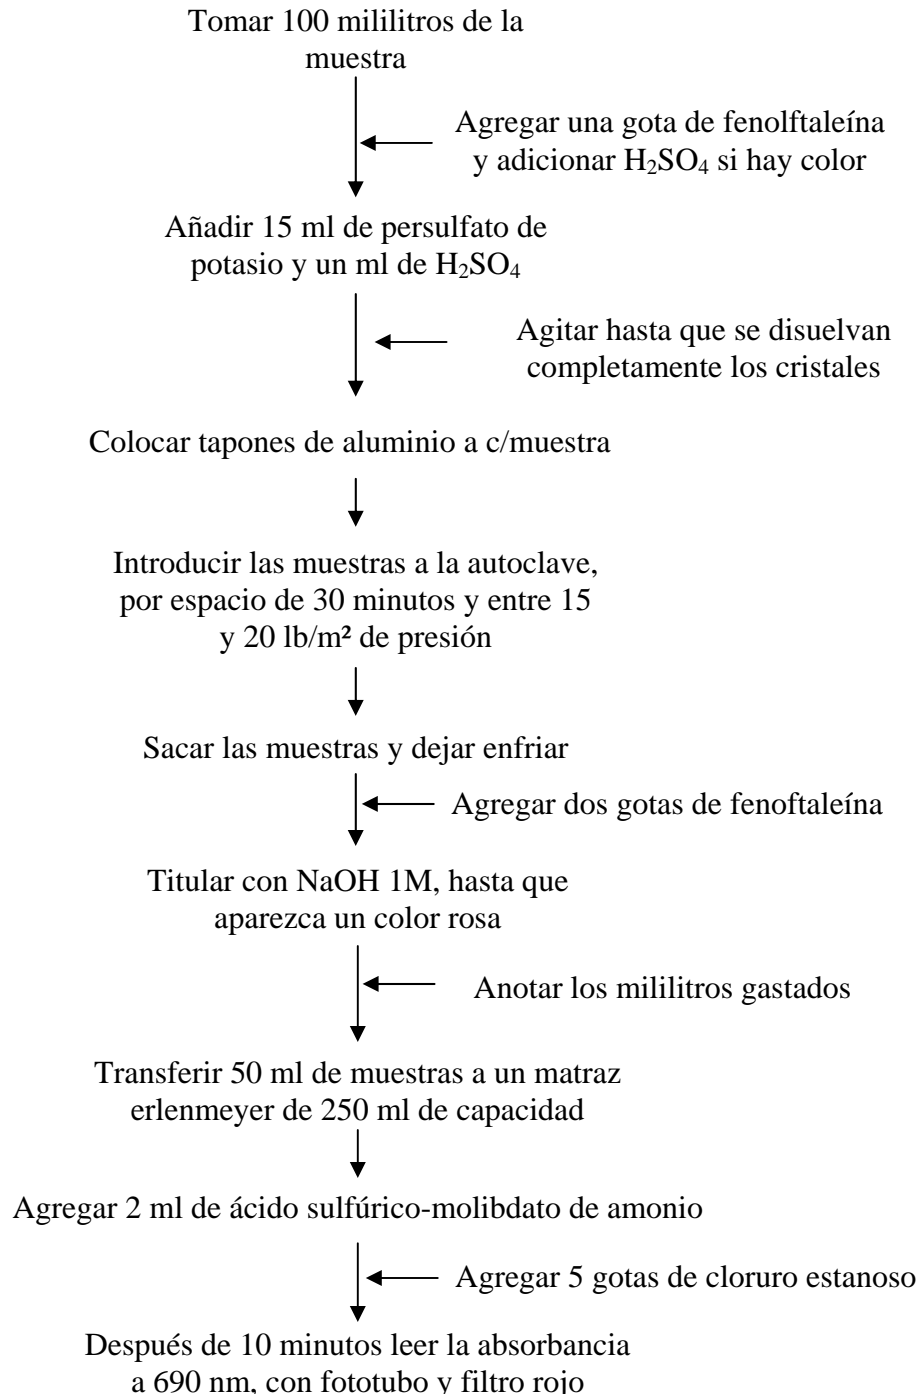 Tomar 100 mililitros de la
muestra
Agregar una gota de fenolftaleína
y adicionar H₂SO₄ si hay color
Añadir 15 ml de persulfato de
potasio y un ml de H₂SO₄
Agitar hasta que se disuelvan
completamente los cristales
Colocar tapones de aluminio a c/muestra
Introducir las muestras a la autoclave,
por espacio de 30 minutos y entre 15
y 20 lb/m² de presión
Sacar las muestras y dejar enfriar
Agregar dos gotas de fenoftaleína
Titular con NaOH 1M, hasta que
aparezca un color rosa
Anotar los mililitros gastados
Transferir 50 ml de muestras a un matraz
erlenmeyer de 250 ml de capacidad
Agregar 2 ml de ácido sulfúrico-molibdato de amonio
Agregar 5 gotas de cloruro estanoso
Después de 10 minutos leer la absorbancia
a 690 nm, con fototubo y filtro rojo